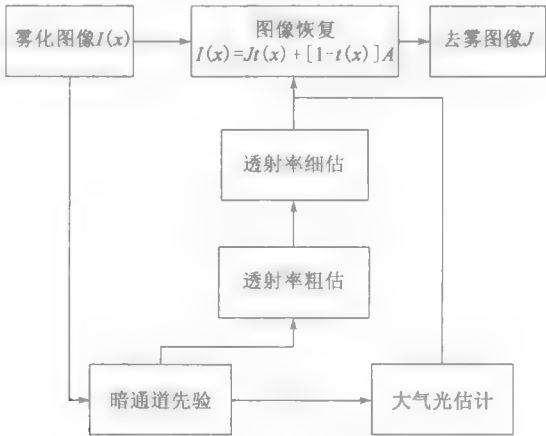 雾化图像I(x)
图像恢复
I(x)=Jt(x)+[1-t(x)]A
去雾图像J
透射率细估
透射率粗估
暗通道先验
大气光估计